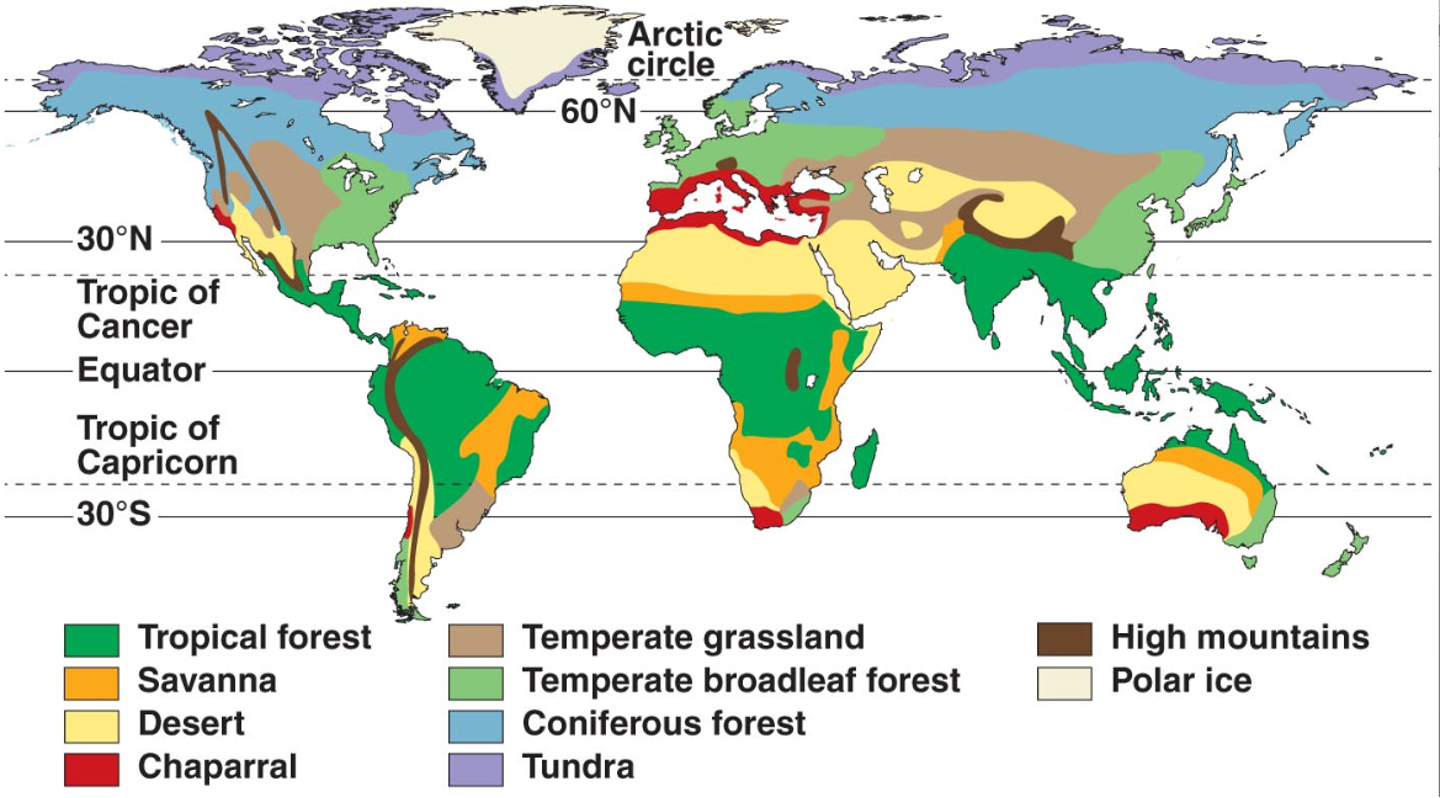 Arctic
circle
60°N
30°N
Tropic of
Cancer
Equator
Tropic of
Capricorn
30°S
Tropical forest
Savanna
Desert
Chaparral
Temperate grassland
Temperate broadleaf forest
Coniferous forest
Tundra
High mountains
Polar ice